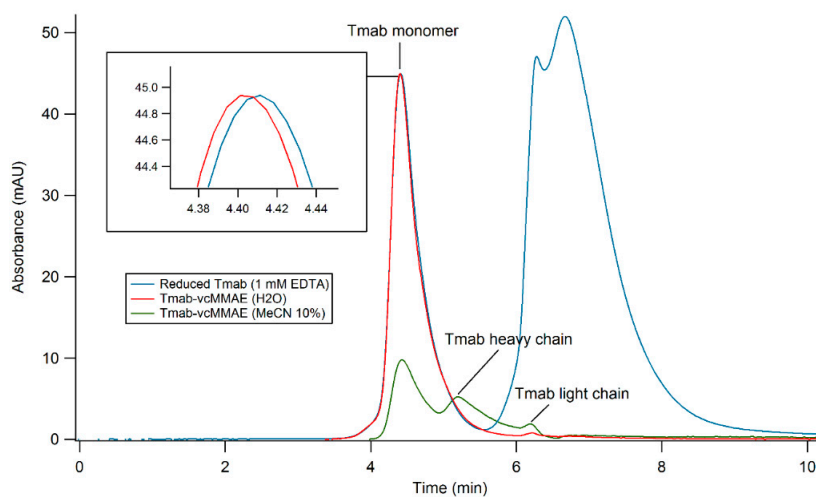 50
40
30
20
10
0
Absorbance (mAU)
Tmab monomer
45.0
44.8
44.6
44.4
4.38 4.40 4.42 4.44
Reduced Tmab (1 mM EDTA)
Tmab-vcMMAE (H2O)
Tmab-vcMMAE (MeCN 10%)
Tmab heavy chain
Tmab light chain
0 2 4 6 8 10
Time (min)